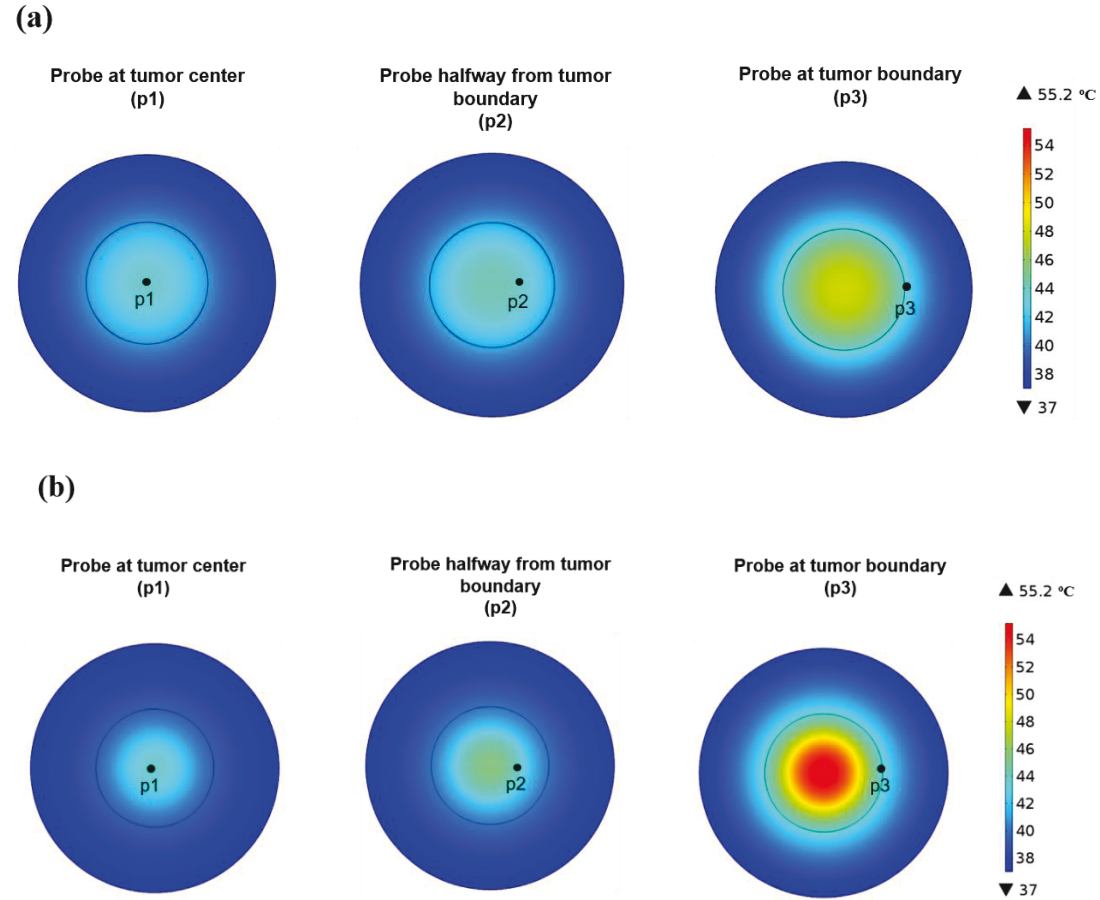 (a)
Probe at tumor center
(p1)
Probe halfway from tumor
boundary
(p2)
Probe at tumor boundary
(p3)
▲ 55.2 ºC
54
52
50
48
46
44
42
40
38
▼ 37
p1
p2
p3
(b)
Probe at tumor center
(p1)
Probe halfway from tumor
boundary
(p2)
Probe at tumor boundary
(p3)
▲ 55.2 ºC
54
52
50
48
46
44
42
40
38
▼ 37
p1
p2
p3